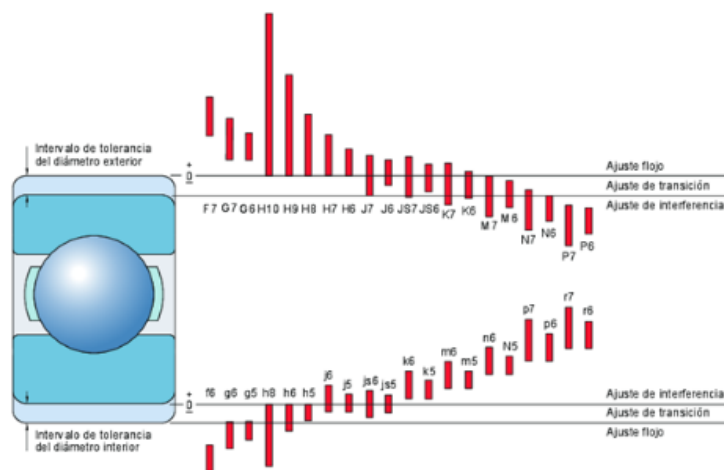 Intervalo de tolerancia
del diámetro exterior
+
0
-
Ajuste flojo
Ajuste de transición
Ajuste de interferencia
F7 G7 G6 H10 H9 H8 H7 H6 J7 J6 JS7 JS6 K7 K6 M7 M6 N7 N6 P7 P6
f6 g6 g5 h8 h6 h5 j6 j5 js6 js5 k6 k5 m6 m5 n6 N5 p7 p6 r7 r6
+
0
-
Ajuste de interferencia
Ajuste de transición
Ajuste flojo
Intervalo de tolerancia
del diámetro interior